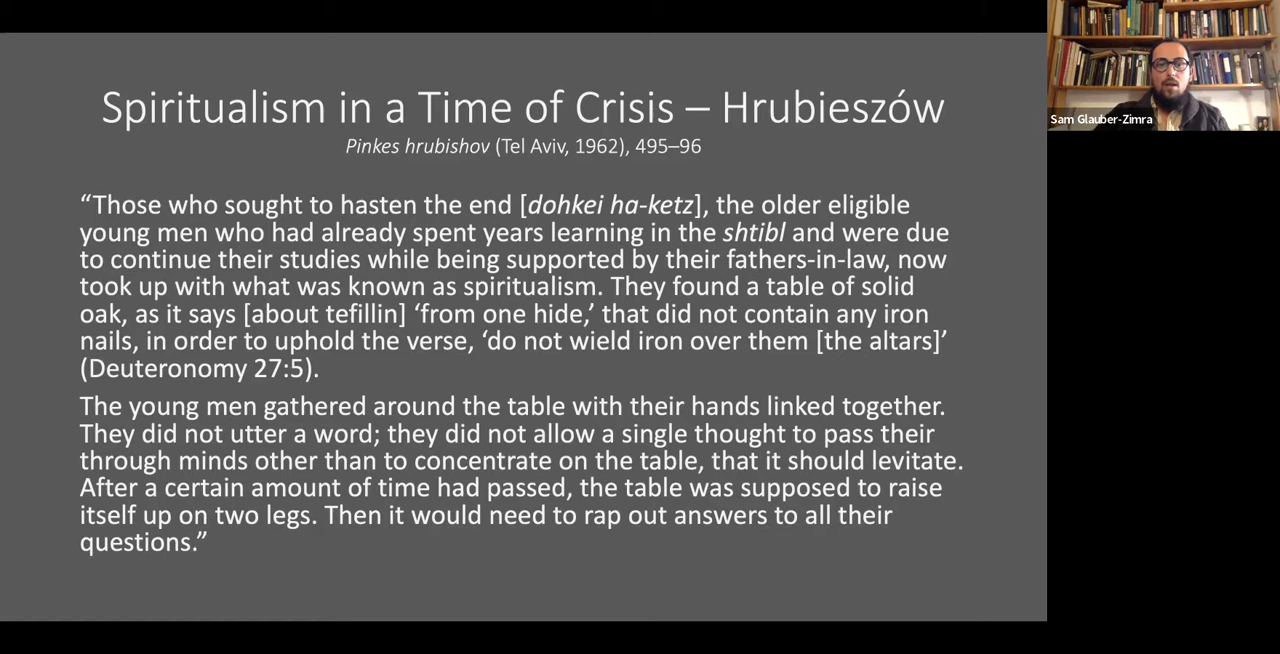 Spiritualism in a Time of Crisis – Hrubieszów
Pinkes hrubishov (Tel Aviv, 1962), 495–96
“Those who sought to hasten the end [dohkei ha-ketz], the older eligible
young men who had already spent years learning in the shtibl and were due
to continue their studies while being supported by their fathers-in-law, now
took up with what was known as spiritualism. They found a table of solid
oak, as it says [about tefillin] ‘from one hide,’ that did not contain any iron
nails, in order to uphold the verse, ‘do not wield iron over them [the altars]’
(Deuteronomy 27:5).
The young men gathered around the table with their hands linked together.
They did not utter a word; they did not allow a single thought to pass their
through minds other than to concentrate on the table, that it should levitate.
After a certain amount of time had passed, the table was supposed to raise
itself up on two legs. Then it would need to rap out answers to all their
questions.”
Sam Glauber-Zimra